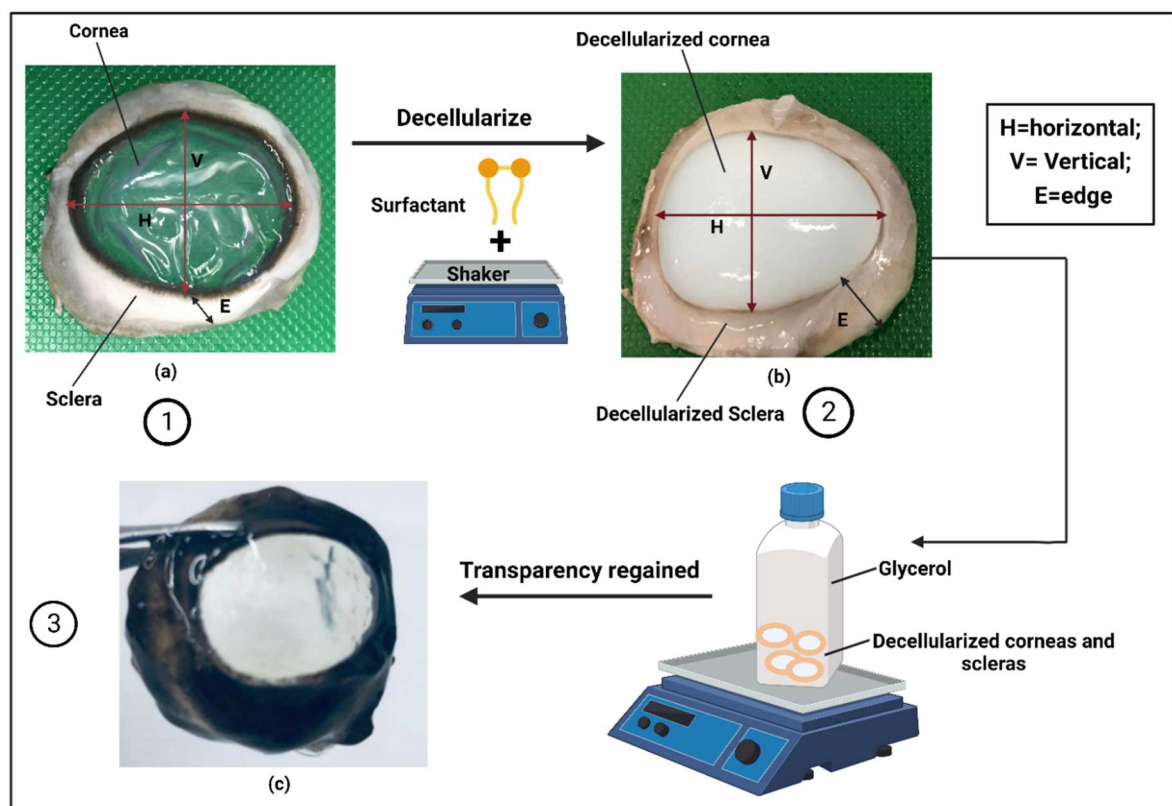 Cornea
V
H
E
Sclera
(a)
1
Decellularize
Surfactant
+
Shaker
Decellularized cornea
V
H
E
(b)
Decellularized Sclera
2
H=horizontal;
V= Vertical;
E=edge
Glycerol
Decellularized corneas and
scleras
Transparency regained
3
(c)